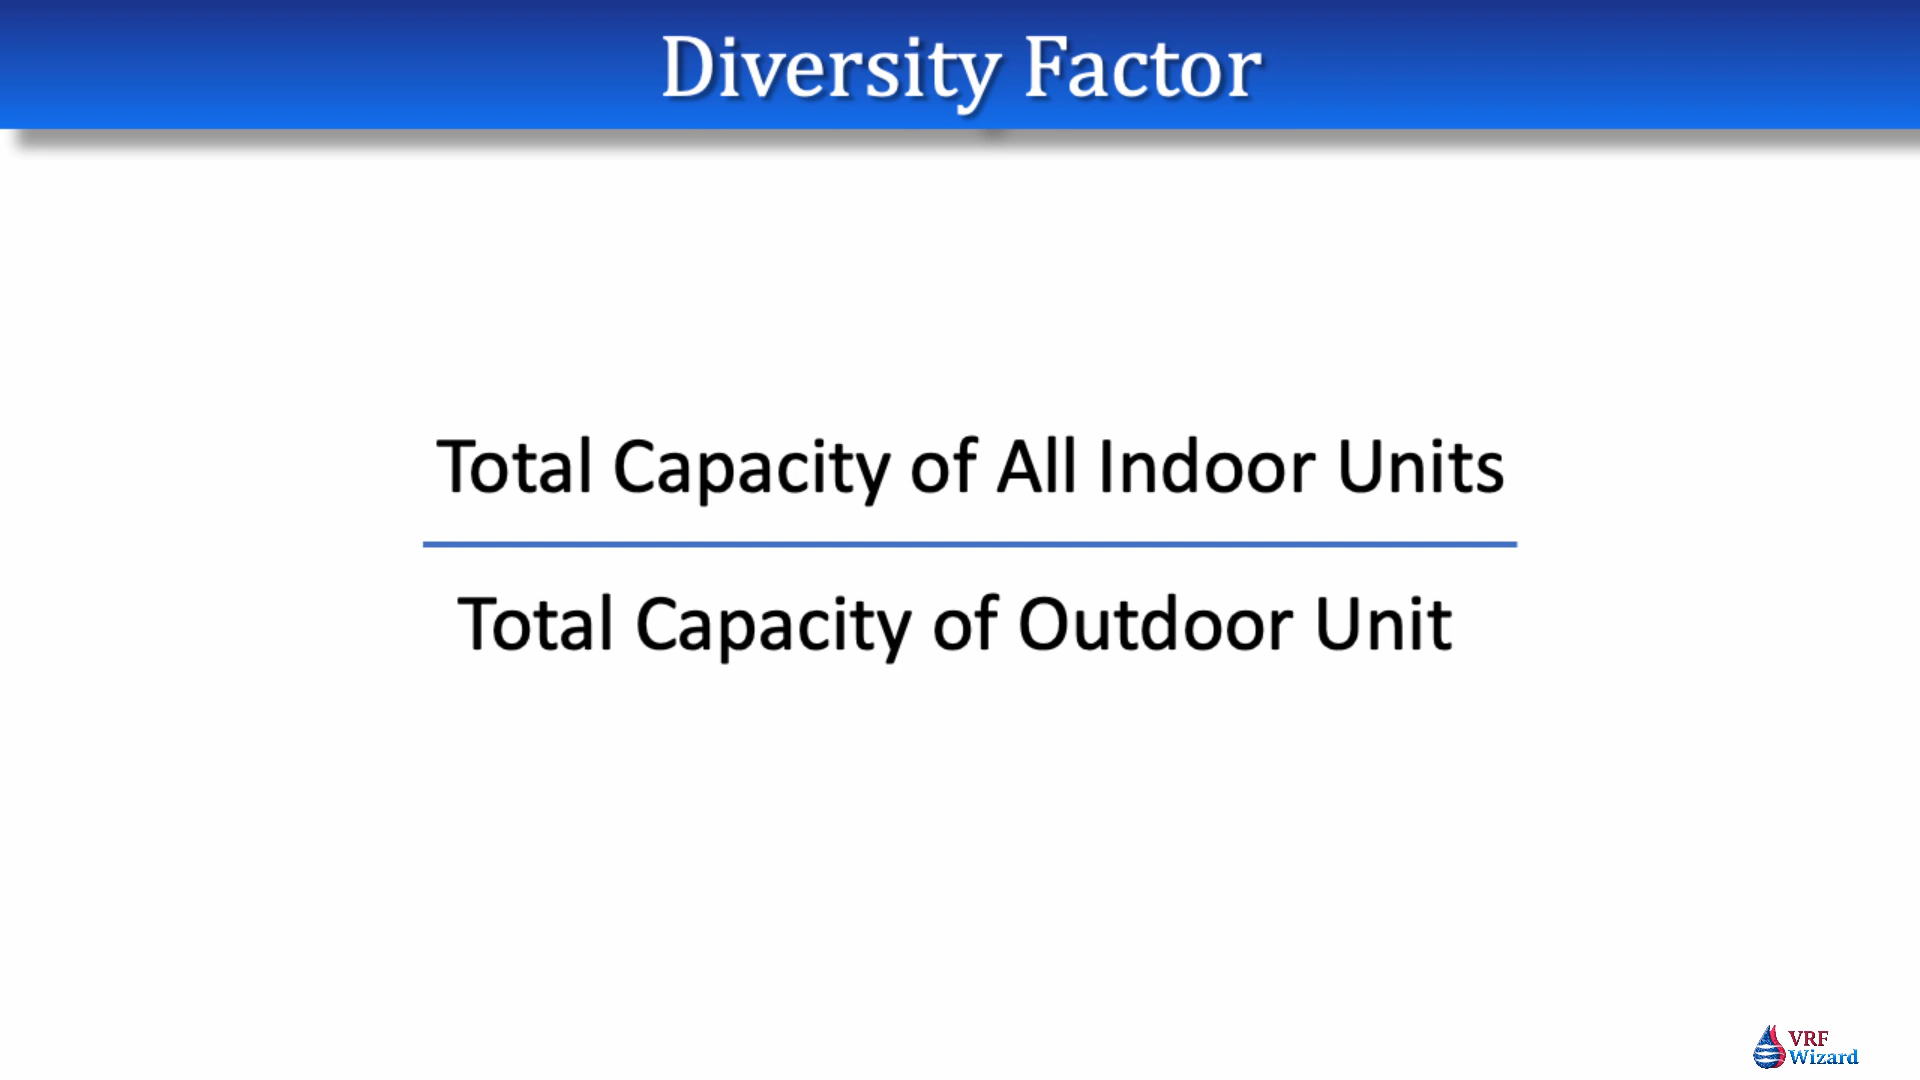 Diversity Factor
Total Capacity of All Indoor Units
Total Capacity of Outdoor Unit
VRF
Wizard